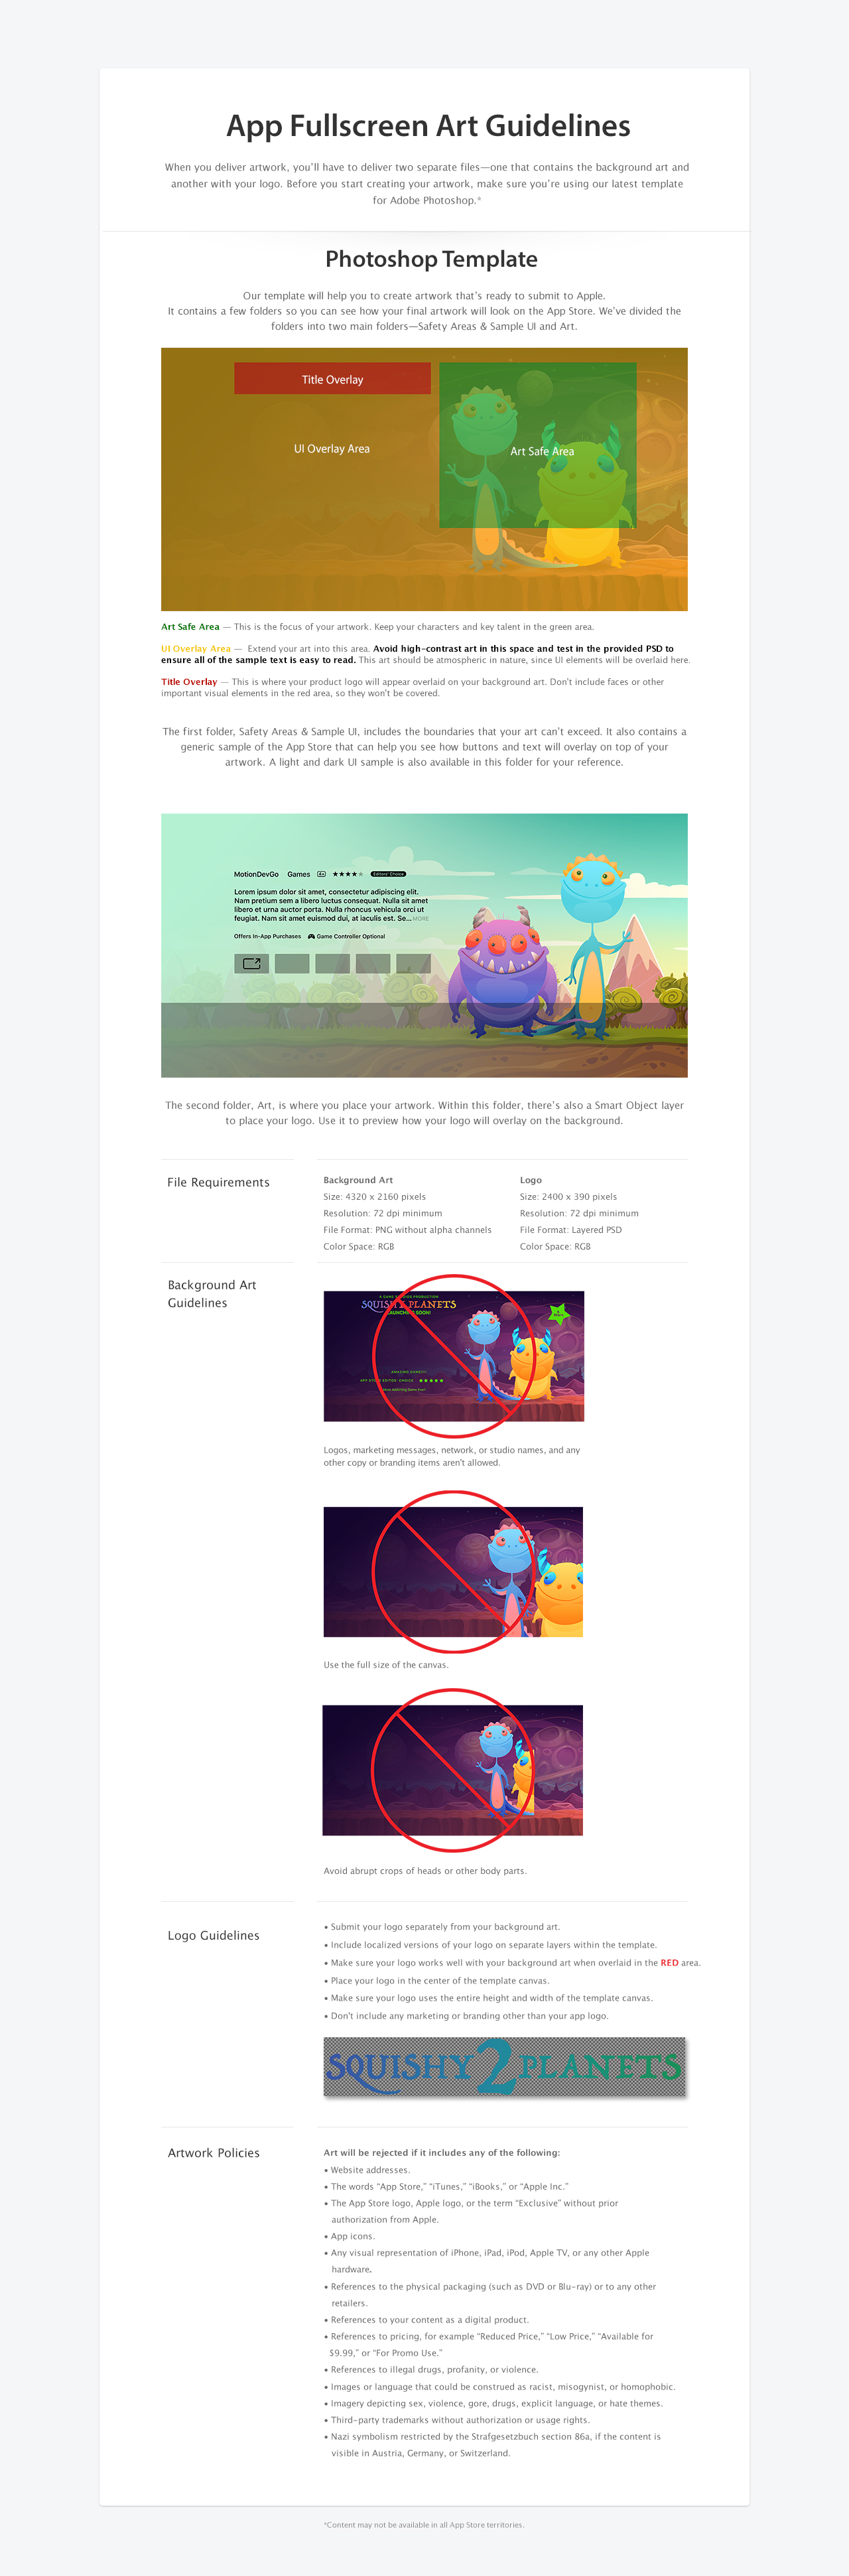 App Fullscreen Art Guidelines
When you deliver artwork, you’ll have to deliver two separate files—one that contains the background art and
another with your logo. Before you start creating your artwork, make sure you’re using our latest template
for Adobe Photoshop.*
Photoshop Template
Our template will help you to create artwork that’s ready to submit to Apple.
It contains a few folders so you can see how your final artwork will look on the App Store. We’ve divided the
folders into two main folders—Safety Areas & Sample UI and Art.
Title Overlay
UI Overlay Area
Art Safe Area
Art Safe Area — This is the focus of your artwork. Keep your characters and key talent in the green area.
UI Overlay Area — Extend your art into this area. Avoid high-contrast art in this space and test in the provided PSD to
ensure all of the sample text is easy to read. This art should be atmospheric in nature, since UI elements will be overlaid here.
Title Overlay — This is where your product logo will appear overlaid on your background art. Don’t include faces or other
important visual elements in the red area, so they won’t be covered.
The first folder, Safety Areas & Sample UI, includes the boundaries that your art can’t exceed. It also contains a
generic sample of the App Store that can help you see how buttons and text will overlay on top of your
artwork. A light and dark UI sample is also available in this folder for your reference.
MotionDevGo Games 4+ ★★★★★ Editors’ Choice
Lorem ipsum dolor sit amet, consectetur adipiscing elit.
Nam pretium sem a libero luctus consequat. Nulla sit amet
libero et urna auctor porta. Nulla rhoncus vehicula orci ut
feugiat. Nam sit amet euismod dui, at iaculis est. Se... MORE
Offers In-App Purchases Game Controller Optional
The second folder, Art, is where you place your artwork. Within this folder, there’s also a Smart Object layer
to place your logo. Use it to preview how your logo will overlay on the background.
File Requirements
Background Art
Size: 4320 x 2160 pixels
Resolution: 72 dpi minimum
File Format: PNG without alpha channels
Color Space: RGB
Logo
Size: 2400 x 390 pixels
Resolution: 72 dpi minimum
File Format: Layered PSD
Color Space: RGB
Background Art
Guidelines
A GAME STUDIOS PRODUCTION
SQUISHY PLANETS
LAUNCHING SOON!
AMAZING GAME!!!
APP STORE EDITOR’ CHOICE ★★★★★
Most Addicting Game Ever!
Logos, marketing messages, network, or studio names, and any
other copy or branding items aren’t allowed.
Use the full size of the canvas.
Avoid abrupt crops of heads or other body parts.
Logo Guidelines
• Submit your logo separately from your background art.
• Include localized versions of your logo on separate layers within the template.
• Make sure your logo works well with your background art when overlaid in the RED area.
• Place your logo in the center of the template canvas.
• Make sure your logo uses the entire height and width of the template canvas.
• Don’t include any marketing or branding other than your app logo.
SQUISHY 2 PLANETS
Artwork Policies
Art will be rejected if it includes any of the following:
• Website addresses.
• The words “App Store,” “iTunes,” “iBooks,” or “Apple Inc.”
• The App Store logo, Apple logo, or the term “Exclusive” without prior
authorization from Apple.
• App icons.
• Any visual representation of iPhone, iPad, iPod, Apple TV, or any other Apple
hardware.
• References to the physical packaging (such as DVD or Blu-ray) or to any other
retailers.
• References to your content as a digital product.
• References to pricing, for example “Reduced Price,” “Low Price,” “Available for
$9.99,” or “For Promo Use.”
• References to illegal drugs, profanity, or violence.
• Images or language that could be construed as racist, misogynist, or homophobic.
• Imagery depicting sex, violence, gore, drugs, explicit language, or hate themes.
• Third-party trademarks without authorization or usage rights.
• Nazi symbolism restricted by the Strafgesetzbuch section 86a, if the content is
visible in Austria, Germany, or Switzerland.
*Content may not be available in all App Store territories.